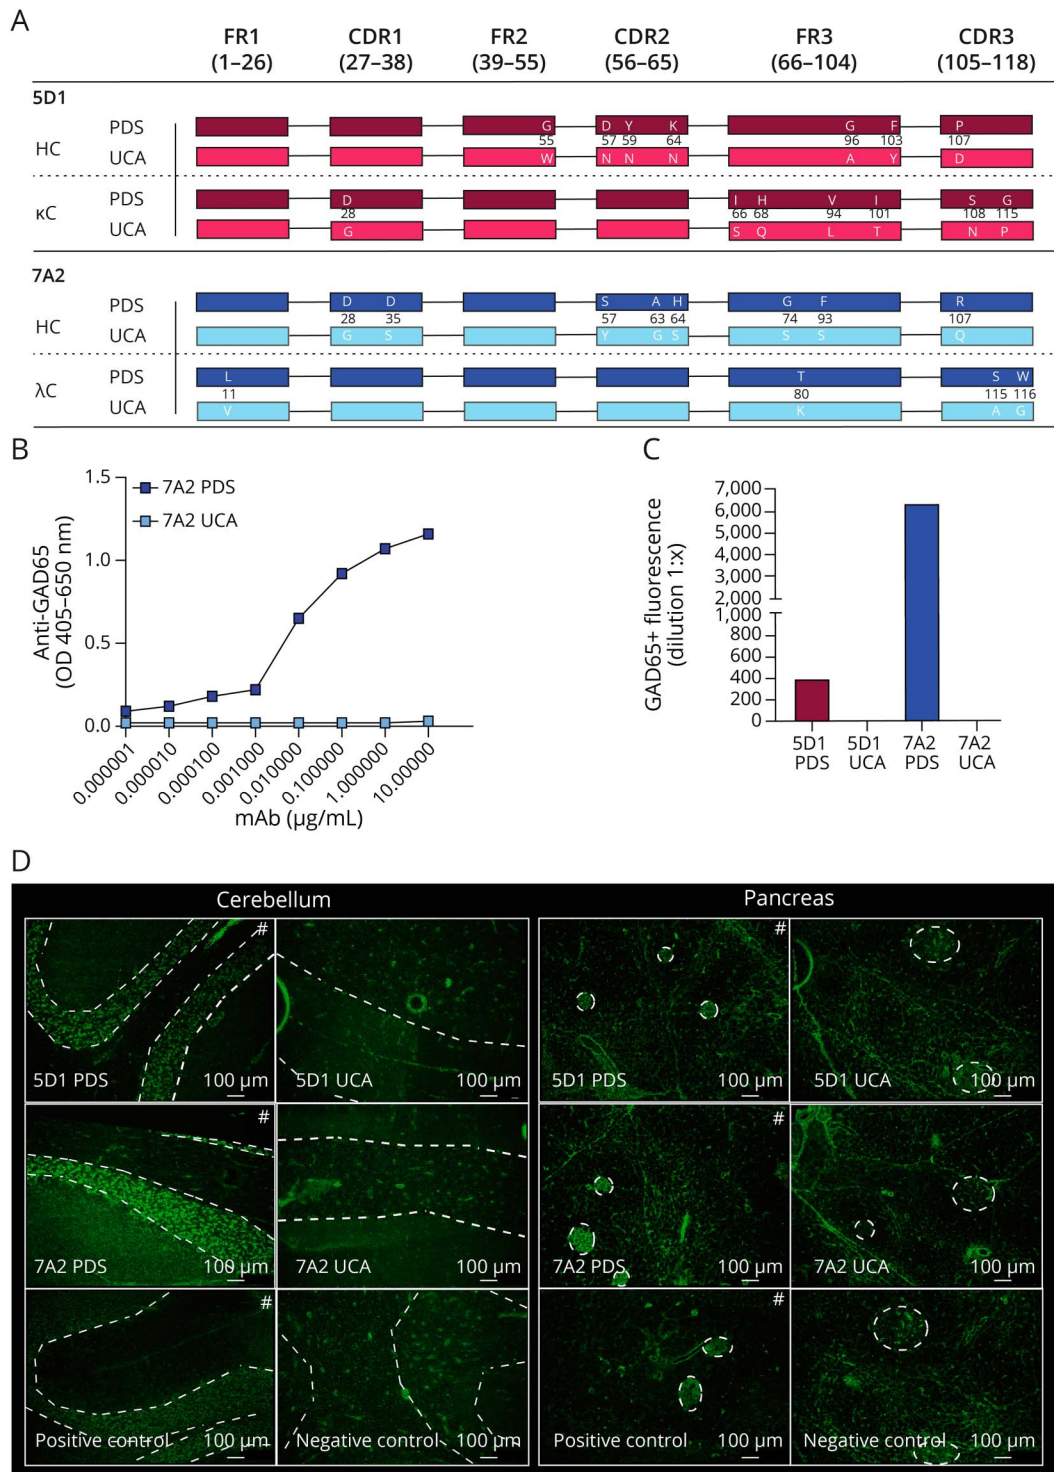 A
FR1 CDR1 FR2 CDR2 FR3 CDR3
(1–26) (27–38) (39–55) (56–65) (66–104) (105–118)
5D1
HC
PDS G D Y K G F P
55 57 59 64 96 103 107
UCA W N N N A Y D
κC
PDS D I H V I S G
28 66 68 94 101 108 115
UCA G S Q L T N P
7A2
HC
PDS D D S A H G F R
28 35 57 63 64 74 93 107
UCA G S Y G S S S Q
λC
PDS L T S W
11 80 115 116
UCA V K A G
B
Anti-GAD65
(OD 405–650 nm)
1.5
1.0
0.5
0.0
7A2 PDS
7A2 UCA
0.000001 0.000010 0.000100 0.001000 0.010000 0.100000 1.000000 10.000000
mAb (μg/mL)
C
GAD65+ fluorescence
(dilution 1:x)
7,000
6,000
5,000
4,000
3,000
2,000
1,000
800
600
400
200
0
5D1 5D1 7A2 7A2
PDS UCA PDS UCA
D
Cerebellum Pancreas
# #
5D1 PDS 100 μm 5D1 UCA 100 μm 5D1 PDS 100 μm 5D1 UCA 100 μm
# #
7A2 PDS 100 μm 7A2 UCA 100 μm 7A2 PDS 100 μm 7A2 UCA 100 μm
# #
Positive control 100 μm Negative control 100 μm Positive control 100 μm Negative control 100 μm